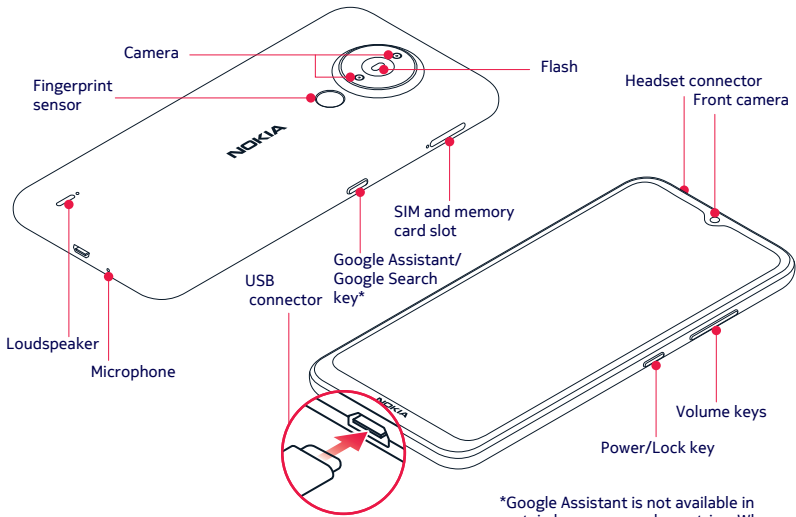 Camera
Flash
Fingerprint
sensor
Headset connector
Front camera
NOKIA
SIM and memory
card slot
Google Assistant/
Google Search
key*
USB
connector
Loudspeaker
Microphone
NOKIA
Volume keys
Power/Lock key
*Google Assistant is not available in